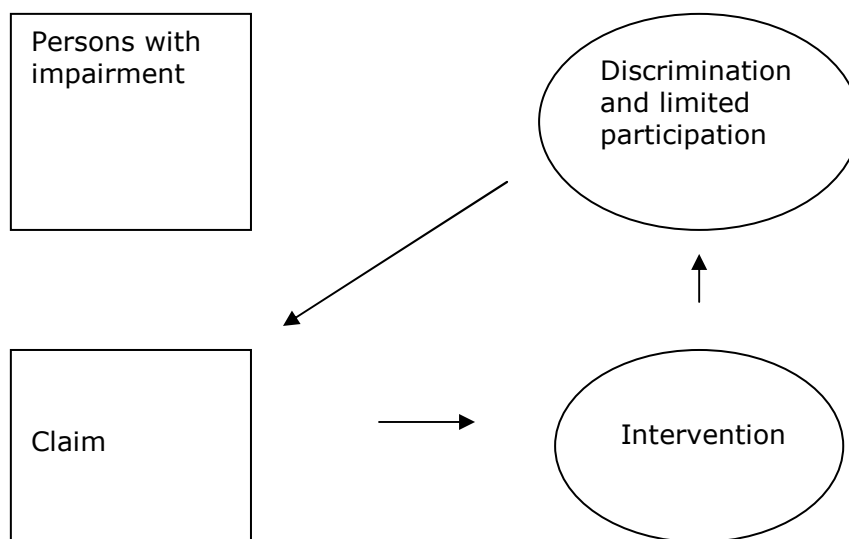 Persons with
impairment
Discrimination
and limited
participation
Claim
Intervention